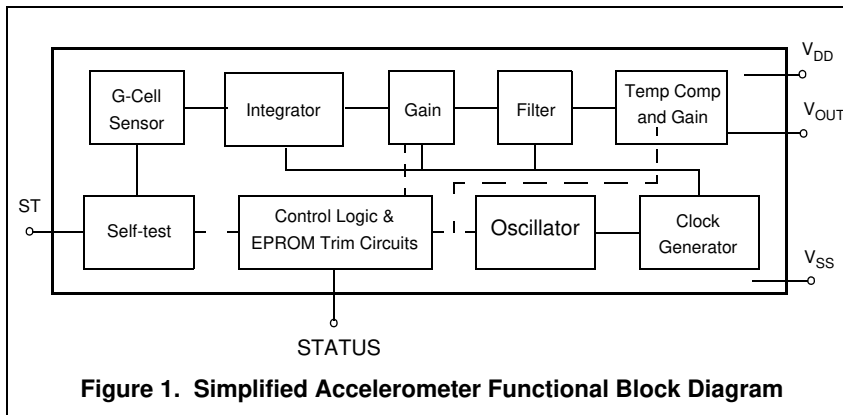 G-Cell
Sensor
Integrator
Gain
Filter
Temp Comp
and Gain
V_DD
V_OUT
ST
Self-test
Control Logic &
EPROM Trim Circuits
Oscillator
Clock
Generator
V_SS
STATUS
Figure 1. Simplified Accelerometer Functional Block Diagram